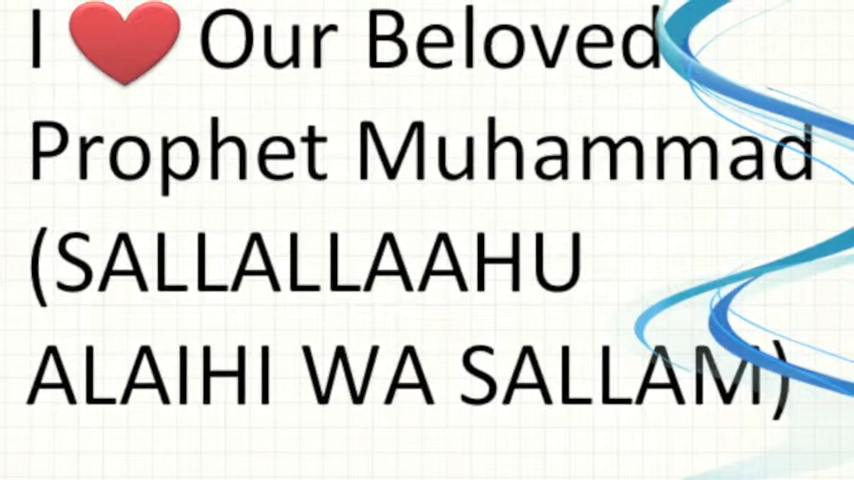 I ❤ Our Beloved
Prophet Muhammad
(SALLALLAAHU
ALAIHI WA SALLAM)